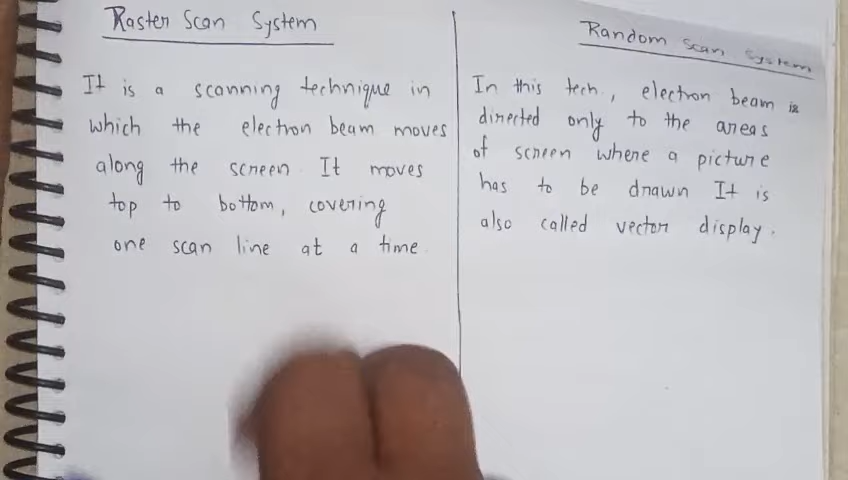 Raster Scan System
It is a scanning technique in
which the electron beam moves
along the screen. It moves
top to bottom, covering
one scan line at a time.
Random Scan System
In this tech., electron beam is
directed only to the areas
of screen where a picture
has to be drawn It is
also called vector display.